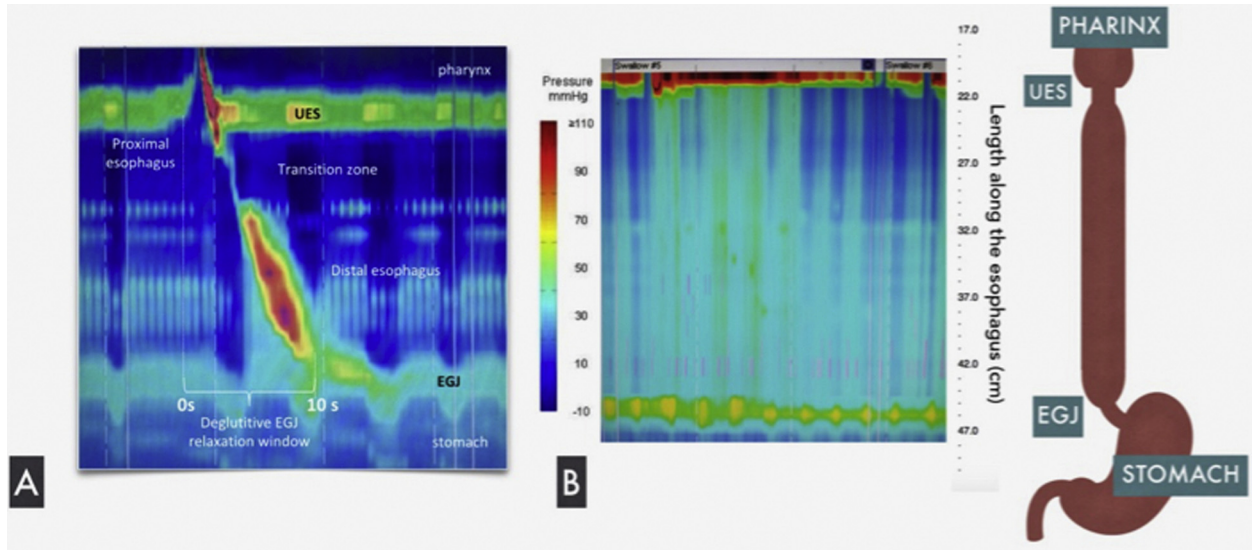 pharynx
UES
Proximal
esophagus
Transition zone
Distal esophagus
EGJ
0s
10 s
Deglutitive EGJ
relaxation window
stomach
A
Pressure
mmHg
≥110
90
70
50
30
10
-10
Swallow #5
Swallow #6
B
17.0
22.0
27.0
32.0
37.0
42.0
47.0
Length along the esophagus (cm)
PHARINX
UES
EGJ
STOMACH